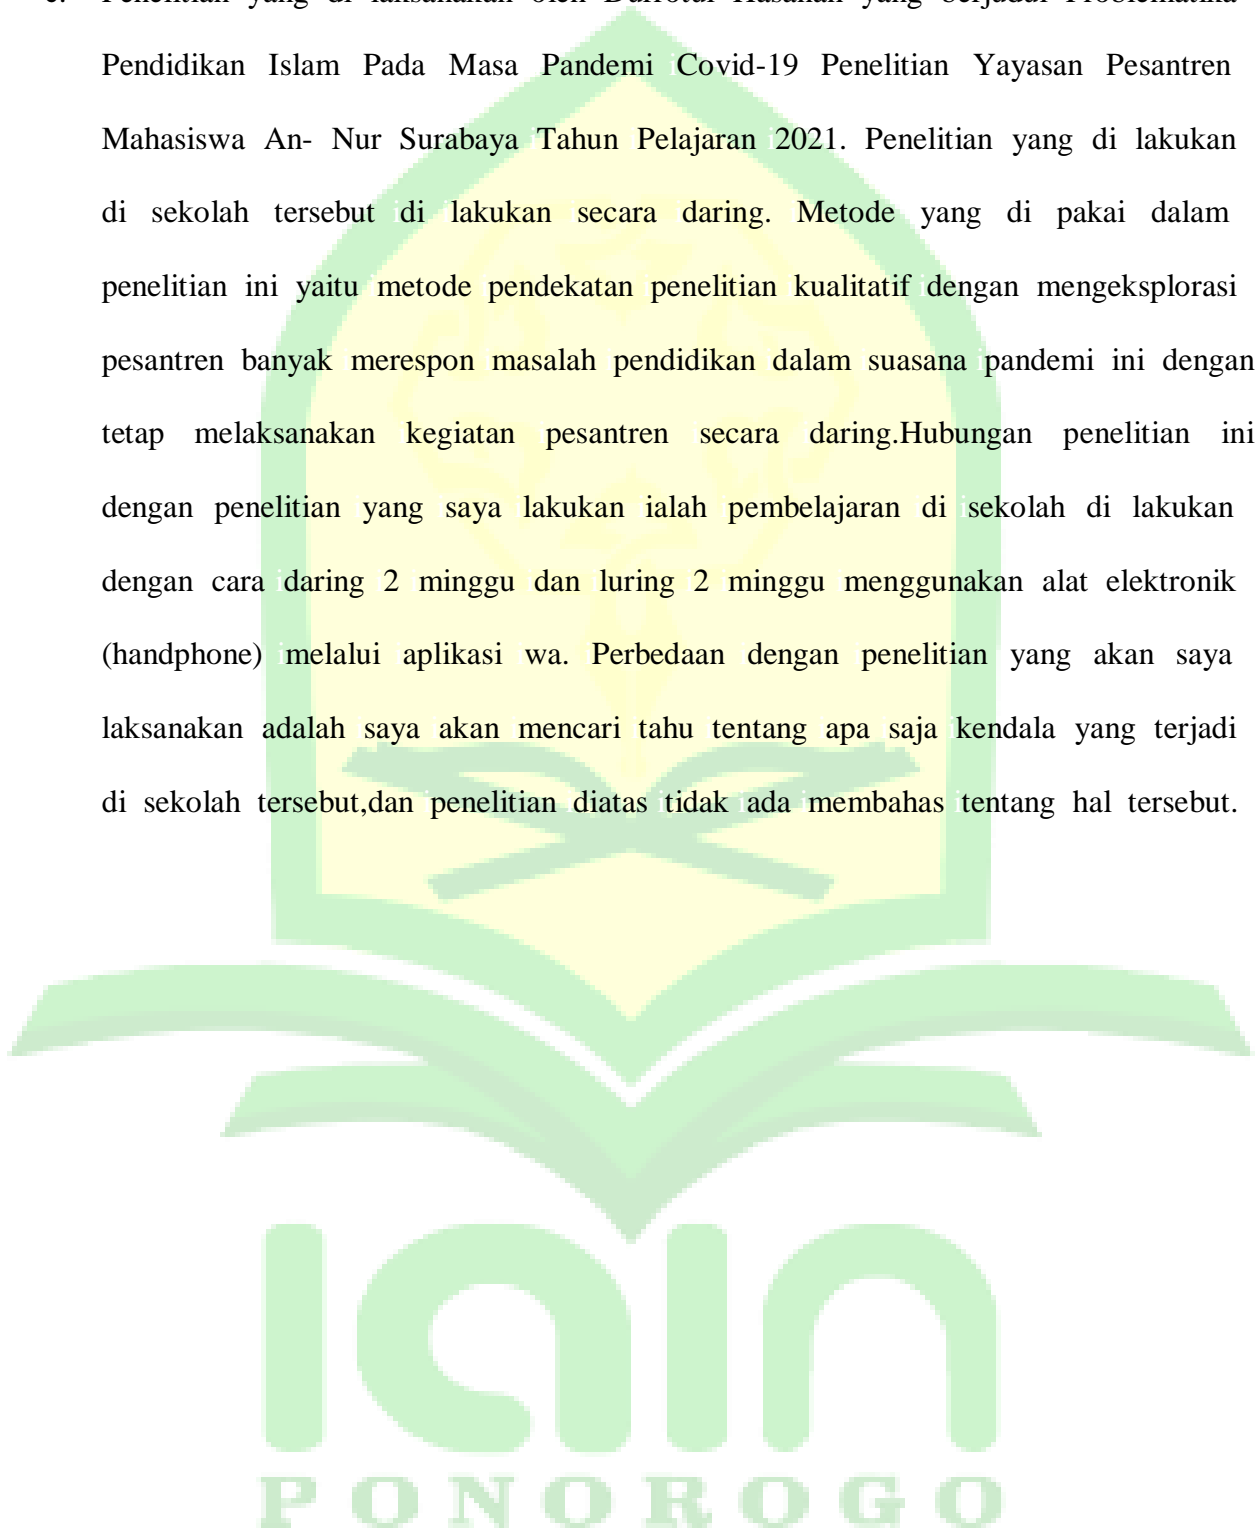 Pendidikan Islam Pada Masa Pandemi Covid-19 Penelitian Yayasan Pesantren
Mahasiswa An- Nur Surabaya Tahun Pelajaran 2021. Penelitian yang di lakukan
di sekolah tersebut di lakukan secara daring. Metode yang di pakai dalam
penelitian ini yaitu metode pendekatan penelitian kualitatif dengan mengeksplorasi
pesantren banyak merespon masalah pendidikan dalam suasana pandemi ini dengan
tetap melaksanakan kegiatan pesantren secara daring.Hubungan penelitian ini
dengan penelitian yang saya lakukan ialah pembelajaran di sekolah di lakukan
dengan cara daring 2 minggu dan luring 2 minggu menggunakan alat elektronik
(handphone) melalui aplikasi wa. Perbedaan dengan penelitian yang akan saya
laksanakan adalah saya akan mencari tahu tentang apa saja kendala yang terjadi
di sekolah tersebut,dan penelitian diatas tidak ada membahas tentang hal tersebut.
iain
PONOROGO